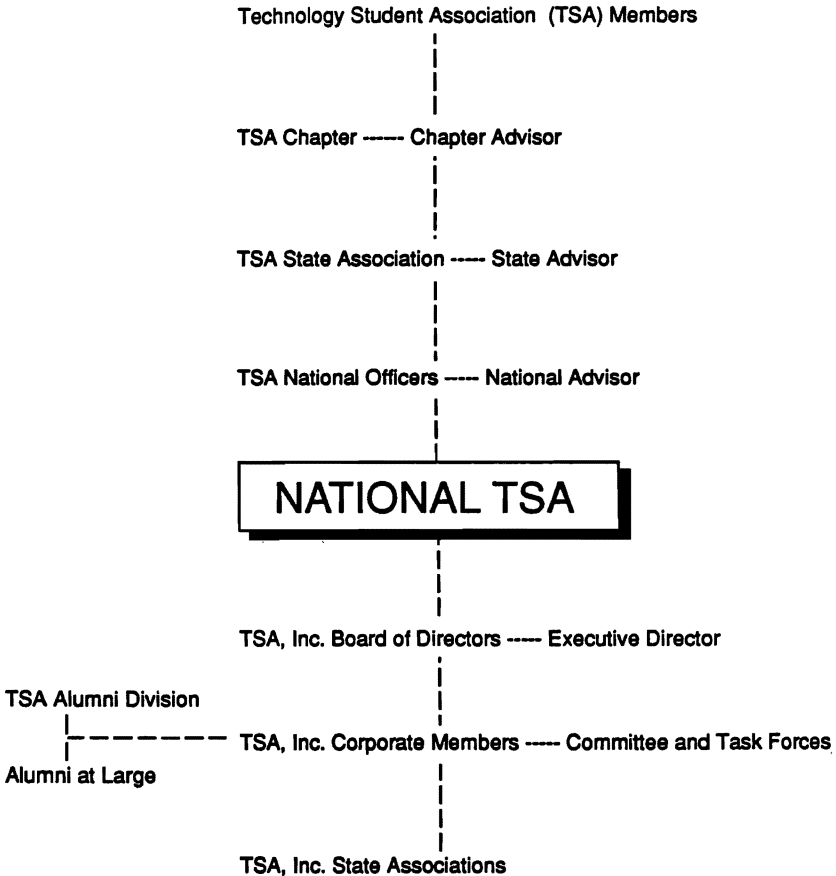 Technology Student Association (TSA) Members
TSA Chapter ------ Chapter Advisor
TSA State Association ----- State Advisor
TSA National Officers ----- National Advisor
NATIONAL TSA
TSA, Inc. Board of Directors ----- Executive Director
TSA Alumni Division
TSA, Inc. Corporate Members ----- Committee and Task Forces
Alumni at Large
TSA, Inc. State Associations